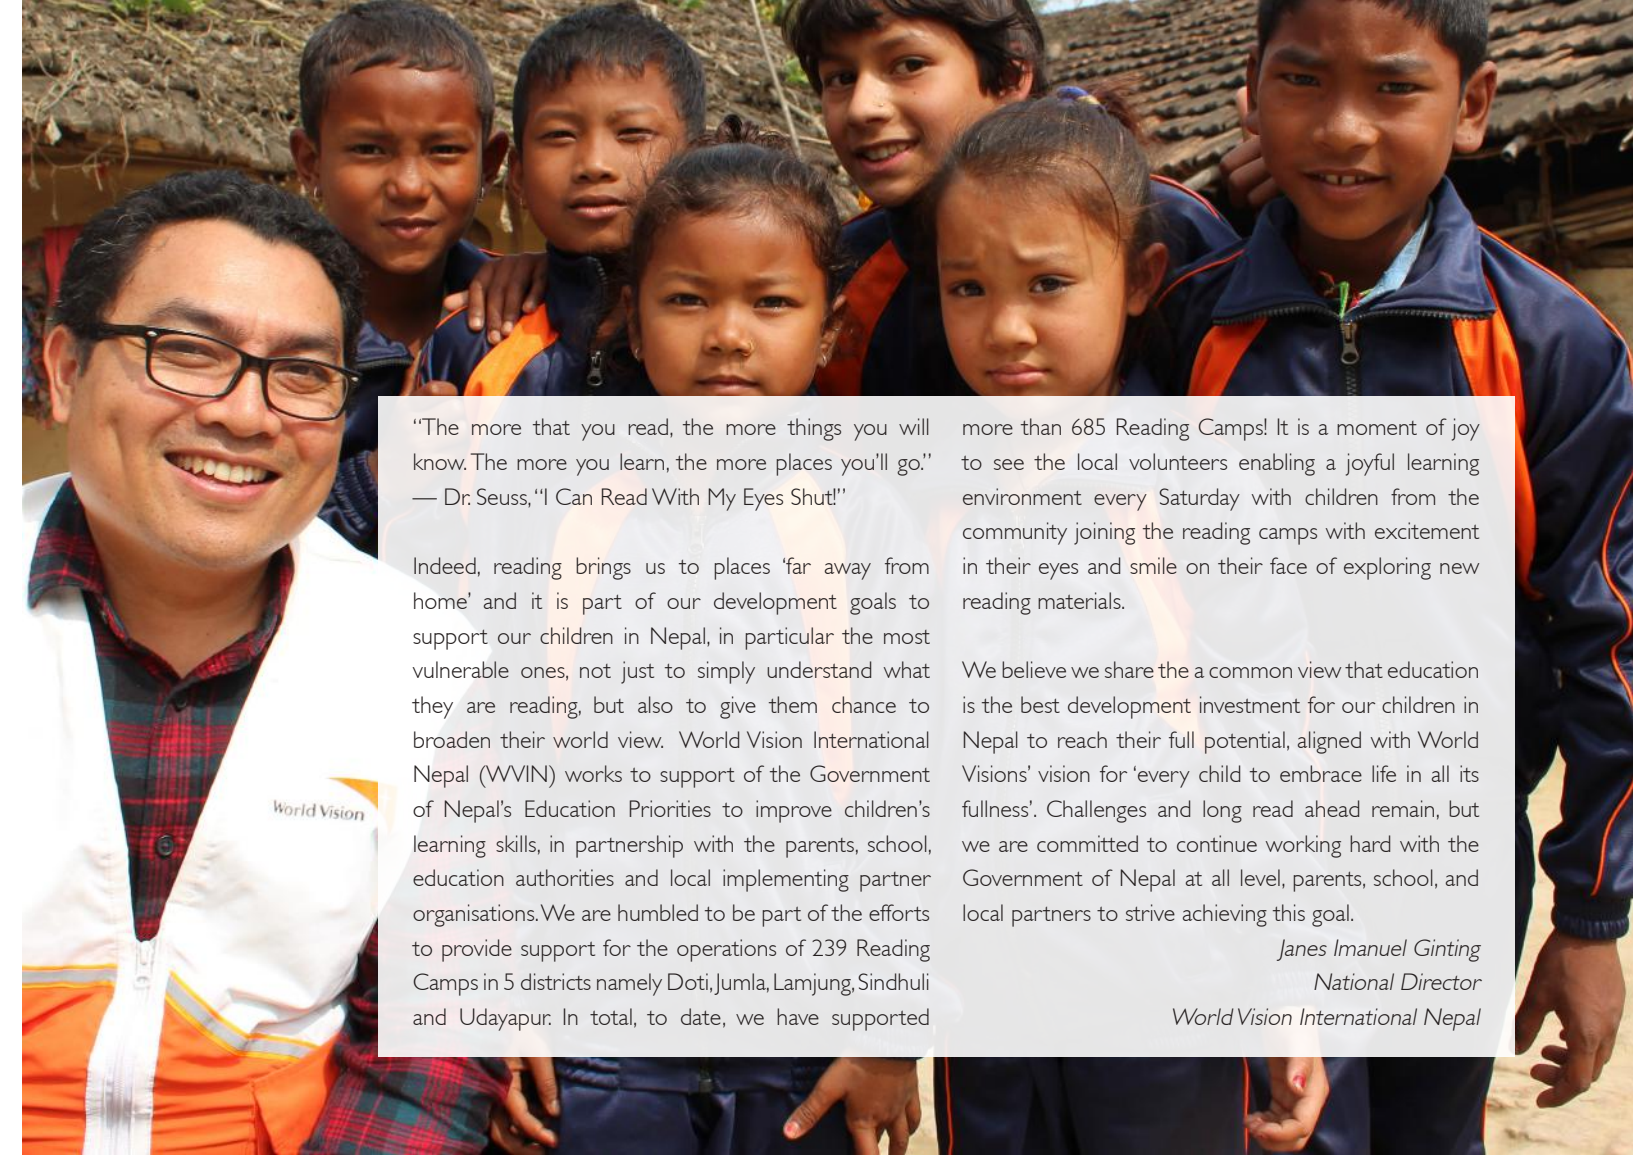 World Vision
“The more that you read, the more things you will
know. The more you learn, the more places you'll go.”
— Dr. Seuss, “I Can Read With My Eyes Shut!”
Indeed, reading brings us to places ‘far away from
home’ and it is part of our development goals to
support our children in Nepal, in particular the most
vulnerable ones, not just to simply understand what
they are reading, but also to give them chance to
broaden their world view. World Vision International
Nepal (WVIN) works to support of the Government
of Nepal’s Education Priorities to improve children’s
learning skills, in partnership with the parents, school,
education authorities and local implementing partner
organisations. We are humbled to be part of the efforts
to provide support for the operations of 239 Reading
Camps in 5 districts namely Doti, Jumla, Lamjung, Sindhuli
and Udayapur. In total, to date, we have supported
more than 685 Reading Camps! It is a moment of joy
to see the local volunteers enabling a joyful learning
environment every Saturday with children from the
community joining the reading camps with excitement
in their eyes and smile on their face of exploring new
reading materials.
We believe we share the a common view that education
is the best development investment for our children in
Nepal to reach their full potential, aligned with World
Visions’ vision for ‘every child to embrace life in all its
fullness’. Challenges and long read ahead remain, but
we are committed to continue working hard with the
Government of Nepal at all level, parents, school, and
local partners to strive achieving this goal.
Janes Imanuel Ginting
National Director
World Vision International Nepal